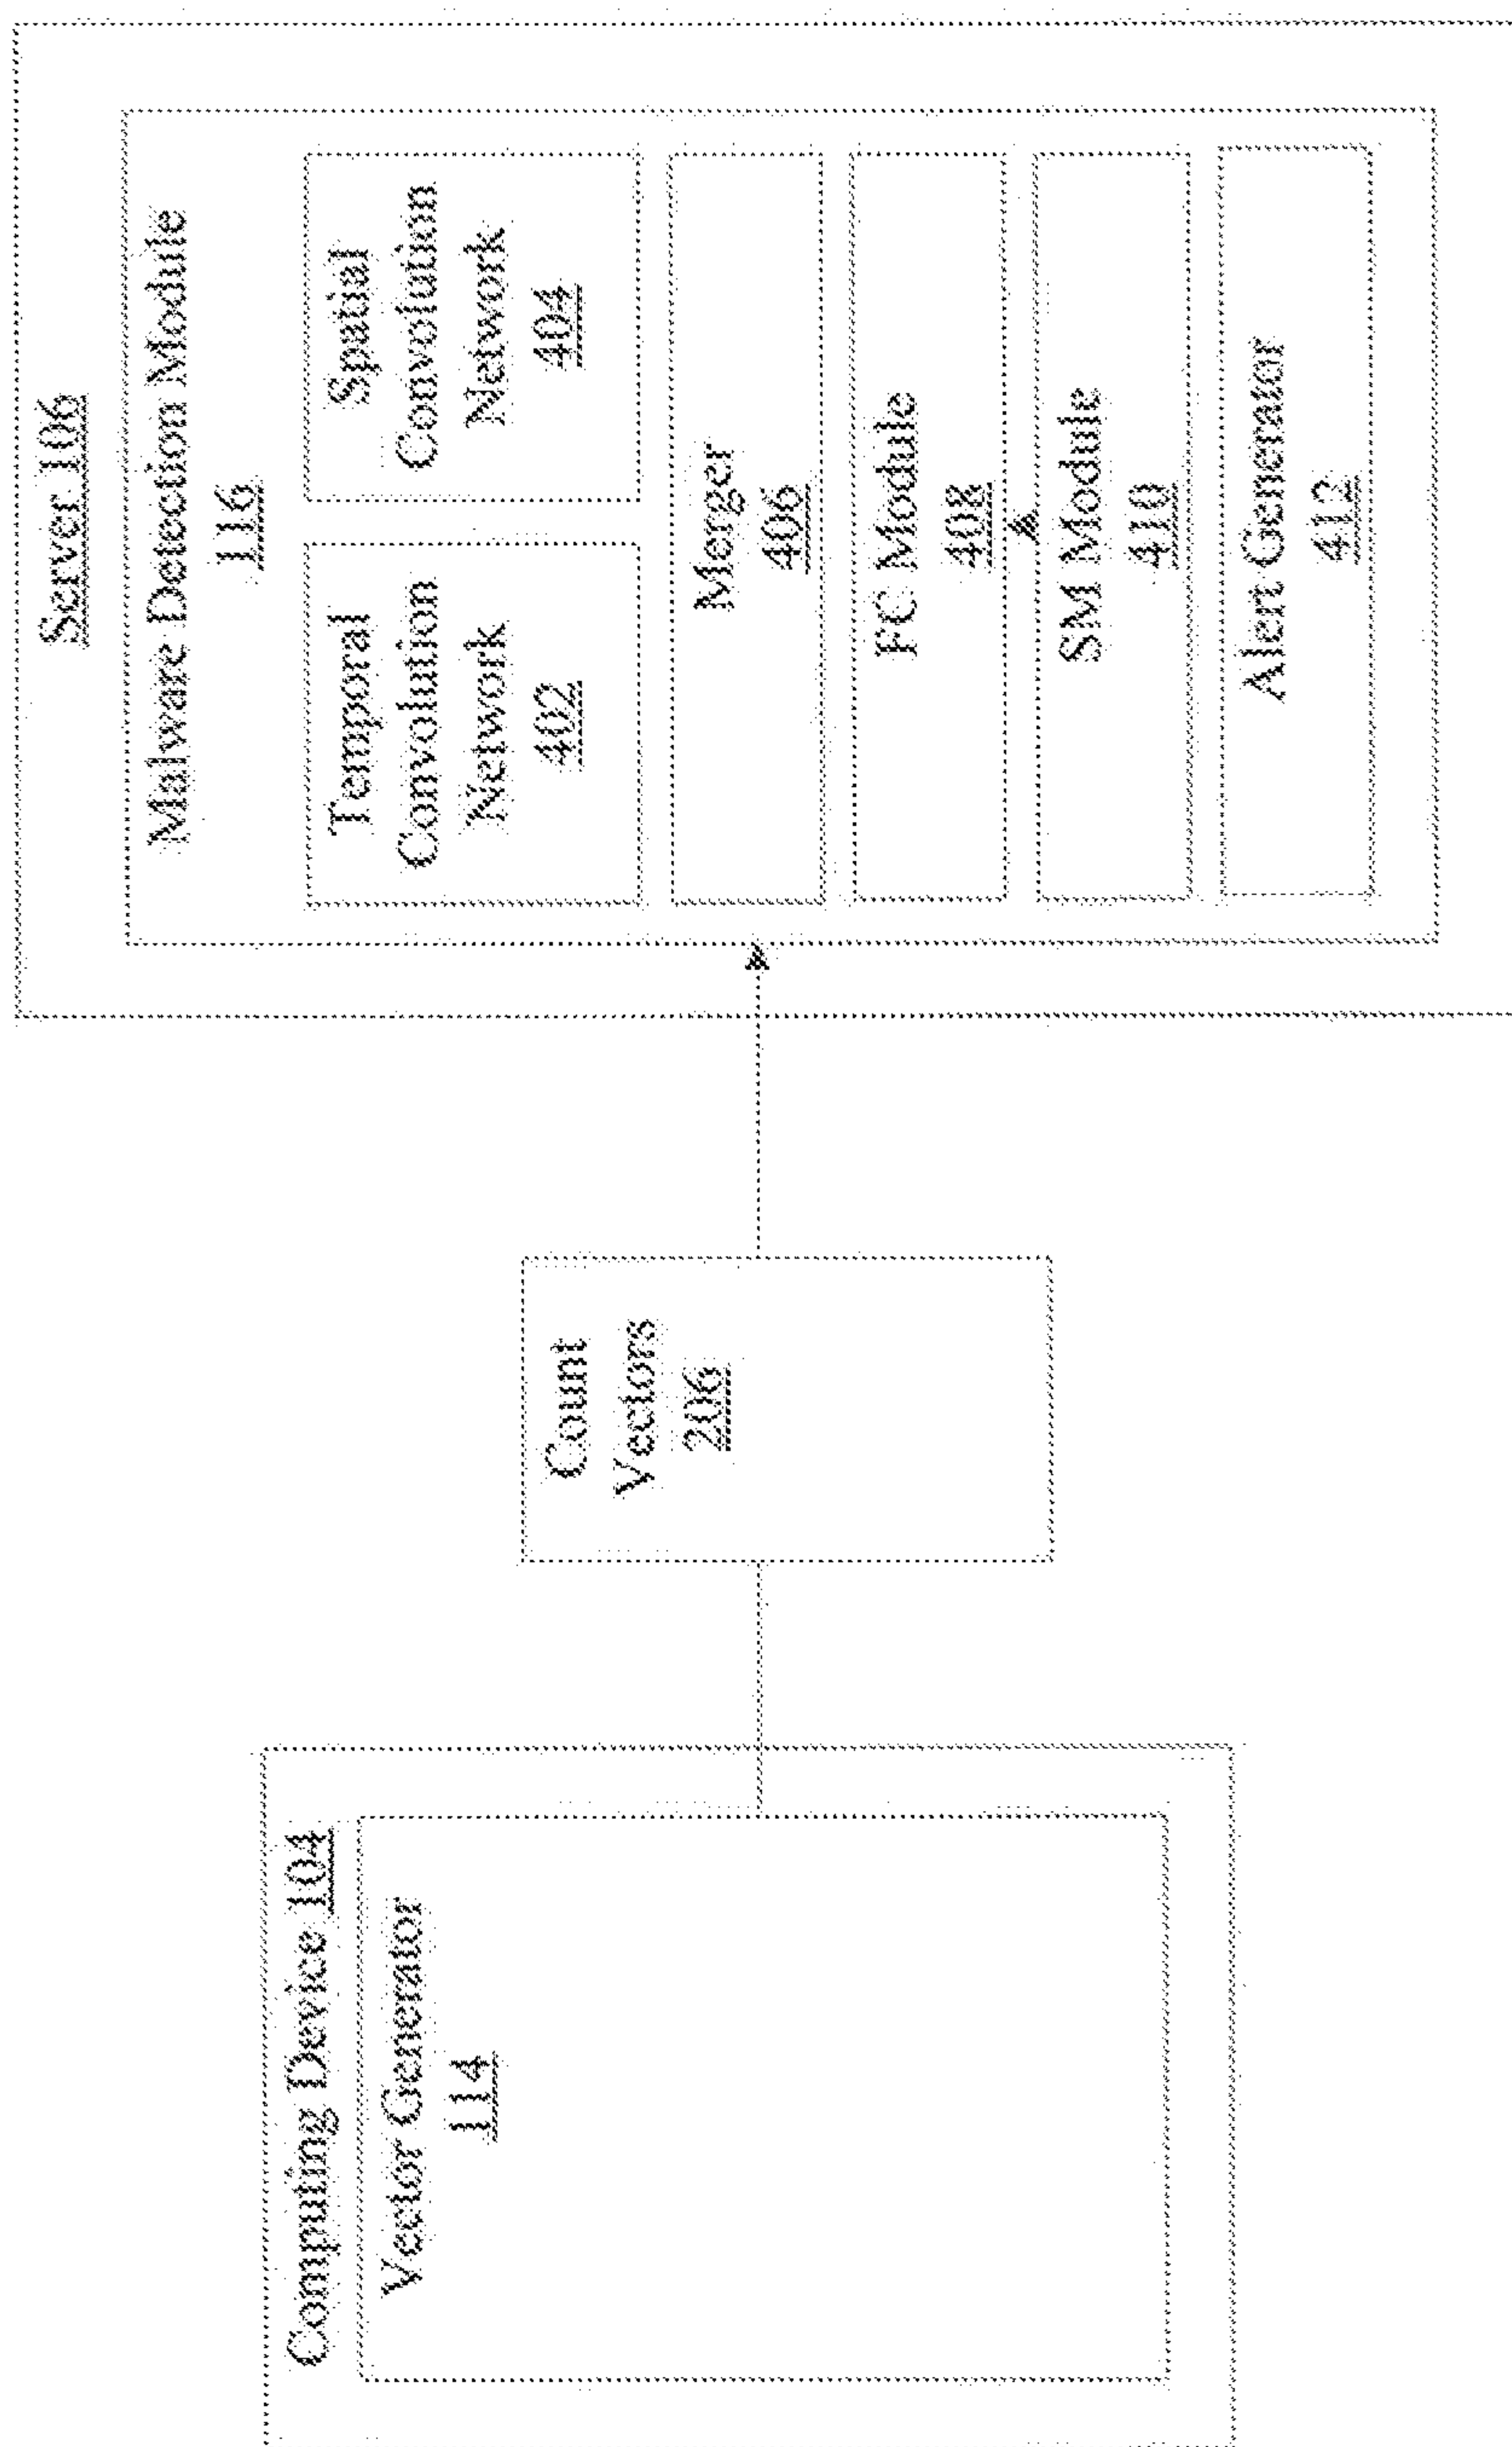 Computing Device 104
Vector Generator
114
Count
Vectors
206
Server 106
Malware Detection Module
116
Temporal
Convolution
Network
402
Spatial
Convolution
Network
404
Merger
406
FC Module
408
SM Module
410
Alert Generator
412